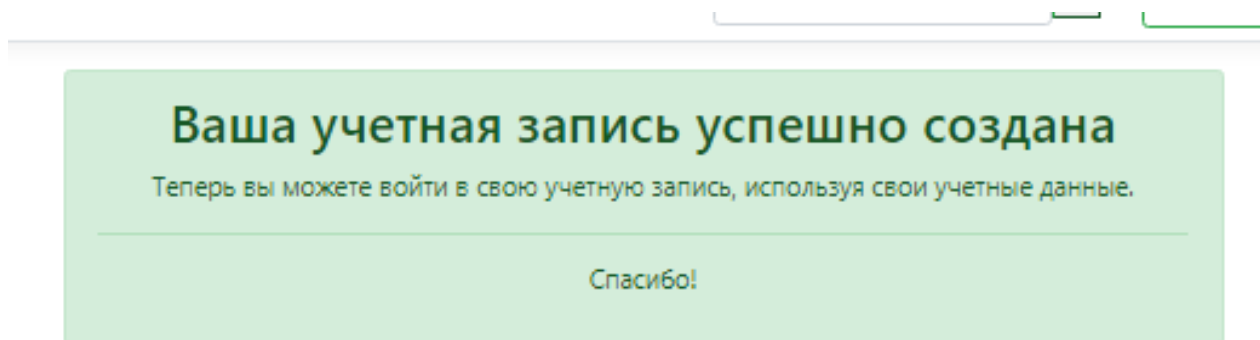 Ваша учетная запись успешно создана
Теперь вы можете войти в свою учетную запись, используя свои учетные данные.
Спасибо!